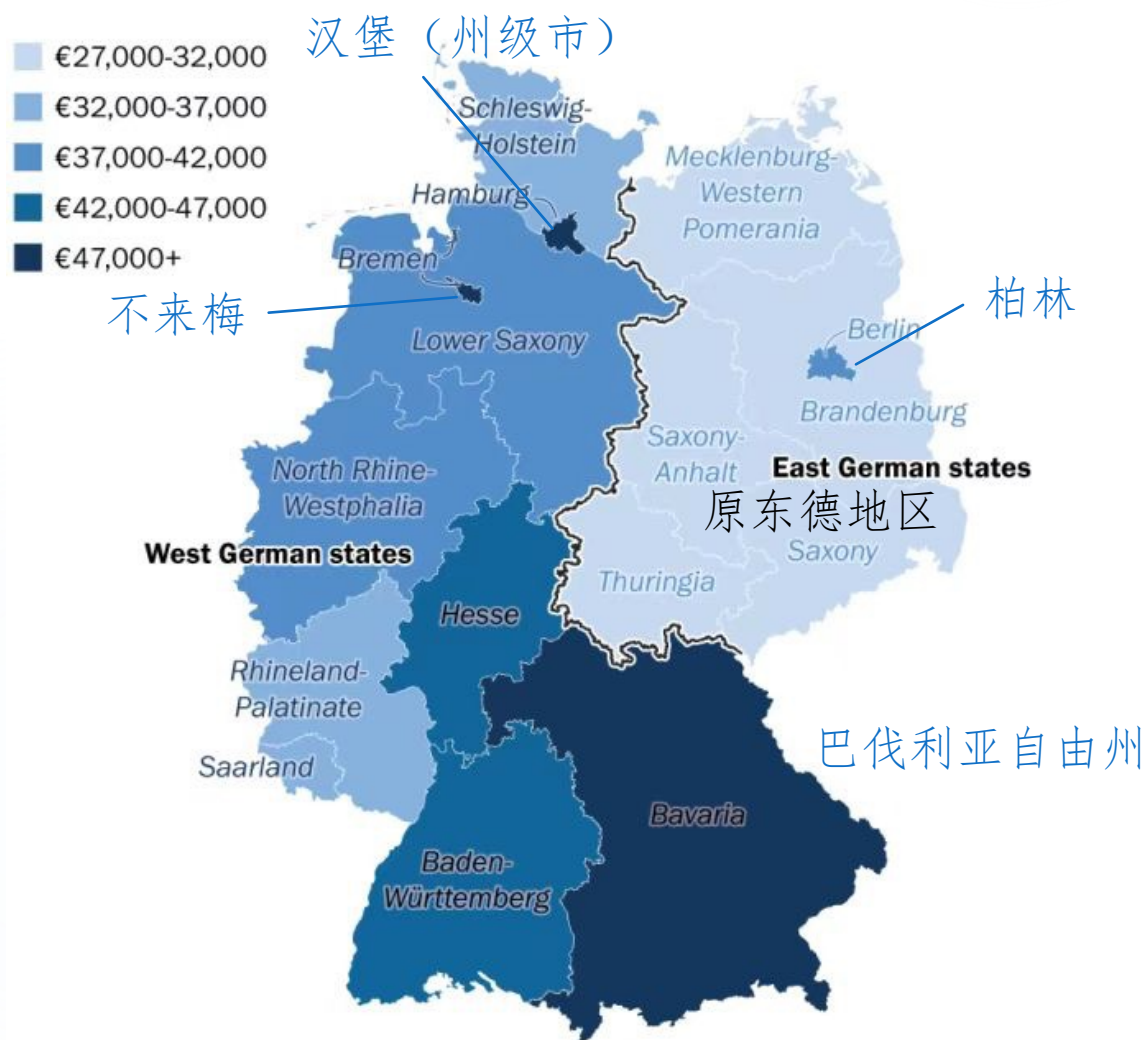 €27,000-32,000
€32,000-37,000
€37,000-42,000
€42,000-47,000
€47,000+
汉堡（州级市）
Schleswig-
Holstein
Mecklenburg-
Western
Pomerania
Hamburg
Bremen
不来梅
Lower Saxony
柏林
Berlin
Brandenburg
Saxony-
Anhalt
East German states
原东德地区
Saxony
North Rhine-
Westphalia
West German states
Thuringia
Hesse
Rhineland-
Palatinate
Saarland
巴伐利亚自由州
Bavaria
Baden-
Württemberg